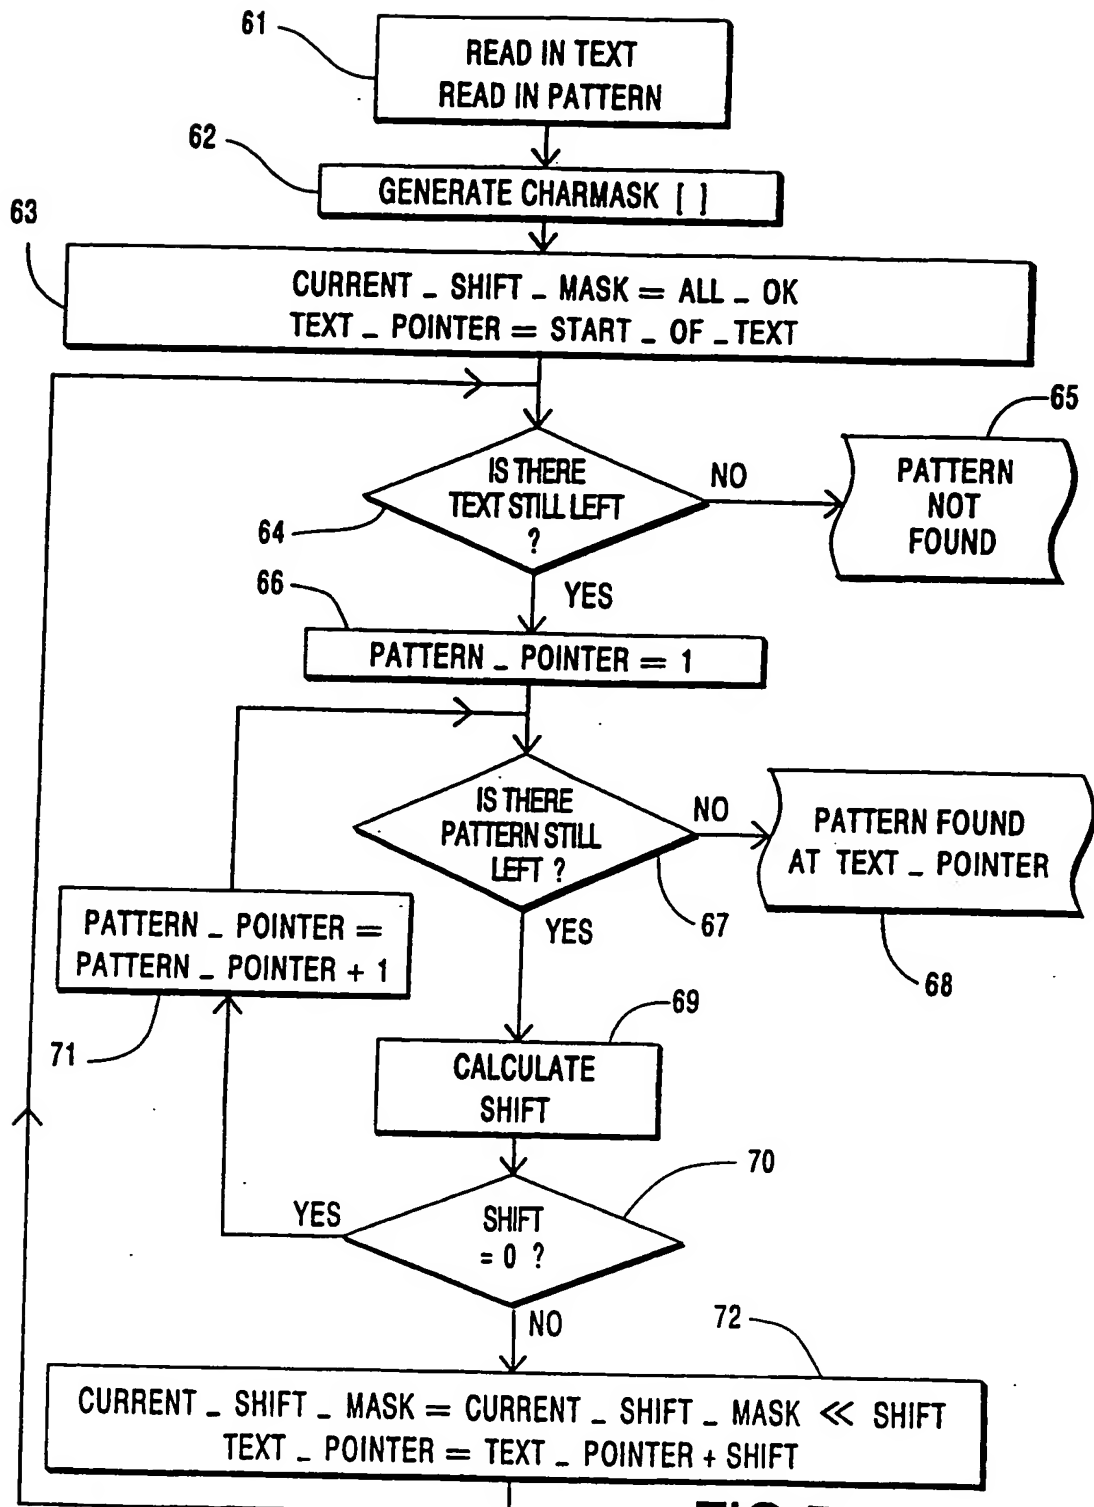 61
READ IN TEXT
READ IN PATTERN
62
GENERATE CHARMASK [ ]
63
CURRENT _ SHIFT _ MASK = ALL _ OK
TEXT _ POINTER = START _ OF _ TEXT
IS THERE
TEXT STILL LEFT
?
64
NO
65
PATTERN
NOT
FOUND
YES
66
PATTERN _ POINTER = 1
IS THERE
PATTERN STILL
LEFT ?
67
NO
PATTERN FOUND
AT TEXT _ POINTER
68
YES
PATTERN _ POINTER =
PATTERN _ POINTER + 1
71
69
CALCULATE
SHIFT
70
SHIFT
= 0 ?
YES
NO
72
CURRENT _ SHIFT _ MASK = CURRENT _ SHIFT _ MASK << SHIFT
TEXT _ POINTER = TEXT _ POINTER + SHIFT